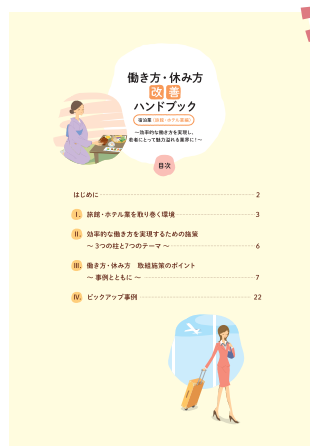 働き方・休み方
改善
ハンドブック
宿泊業(旅館・ホテル業編)
〜効率的な働き方を実現し、
若者にとって魅力溢れる業界に！〜
目次
はじめに 2
Ⅰ. 旅館・ホテル業を取り巻く環境 3
Ⅱ. 効率的な働き方を実現するための施策
〜 3つの柱と7つのテーマ 〜 6
Ⅲ. 働き方・休み方 取組施策のポイント
〜 事例とともに 〜 7
Ⅳ. ピックアップ事例 22